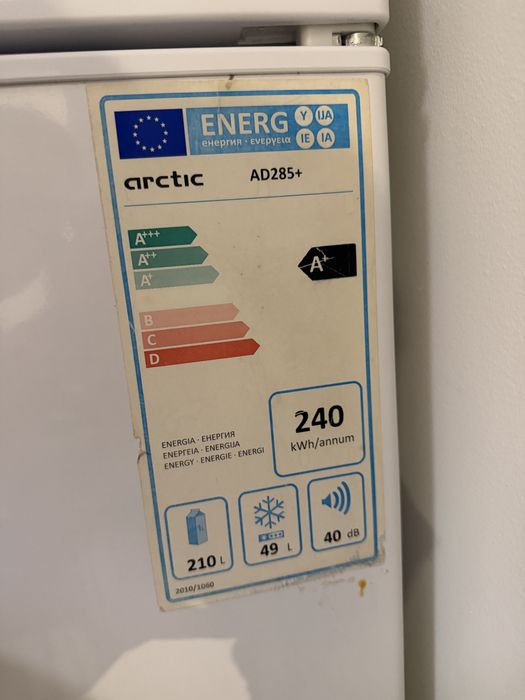 ENERG Y IJA
енергия · ενεργεια IE IA
arctic AD285+
A+++
A++
A+
A+
B
C
D
240
kWh/annum
ENERGIA · ЕНЕРГИЯ
ΕΝΕΡΓΕΙΑ · ENERGIJA
ENERGY · ENERGIE · ENERGI
210 L
49 L
40 dB
2010/1060